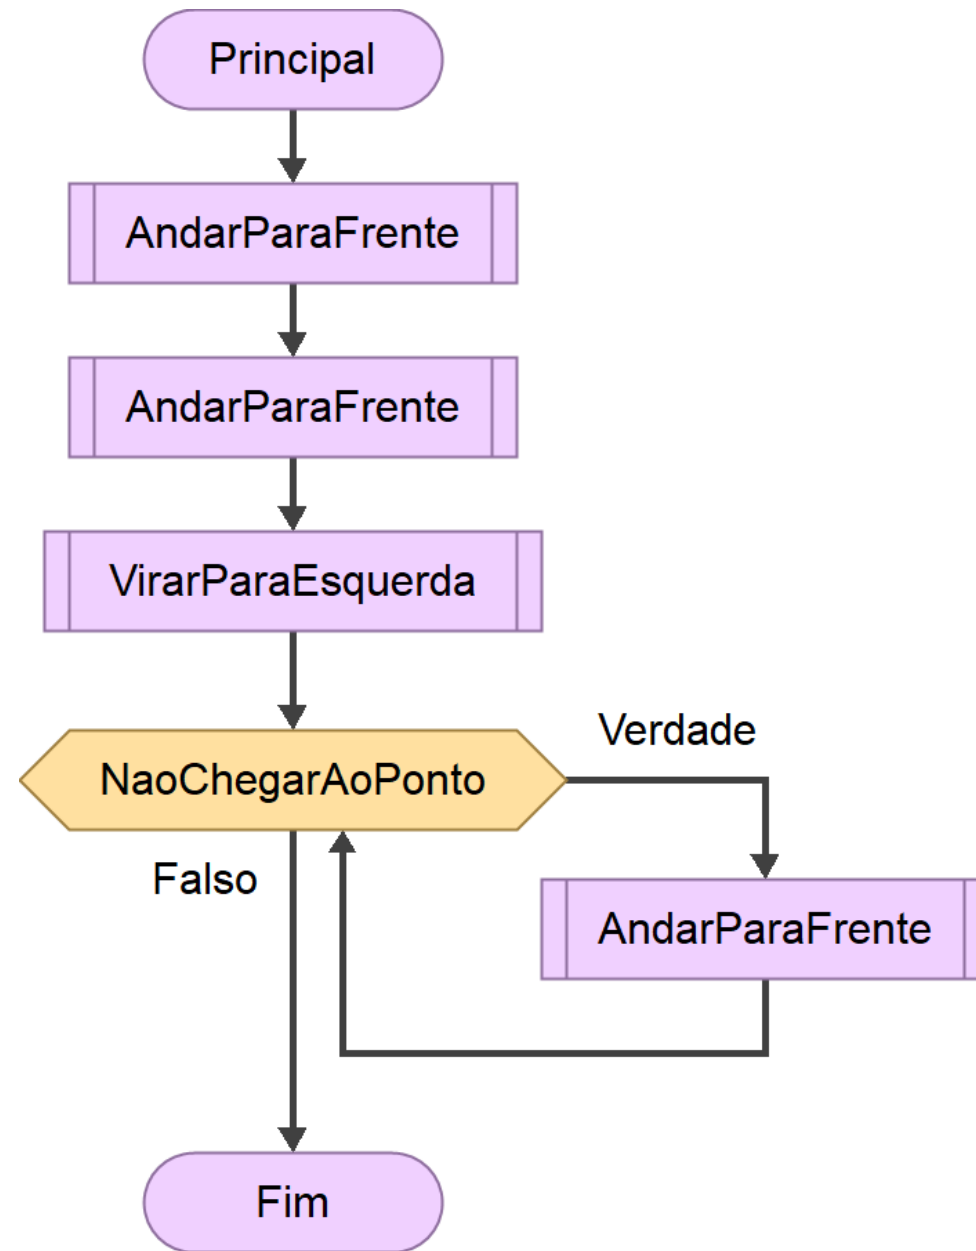 Principal
AndarParaFrente
AndarParaFrente
VirarParaEsquerda
NaoChegarAoPonto
Verdade
Falso
AndarParaFrente
Fim